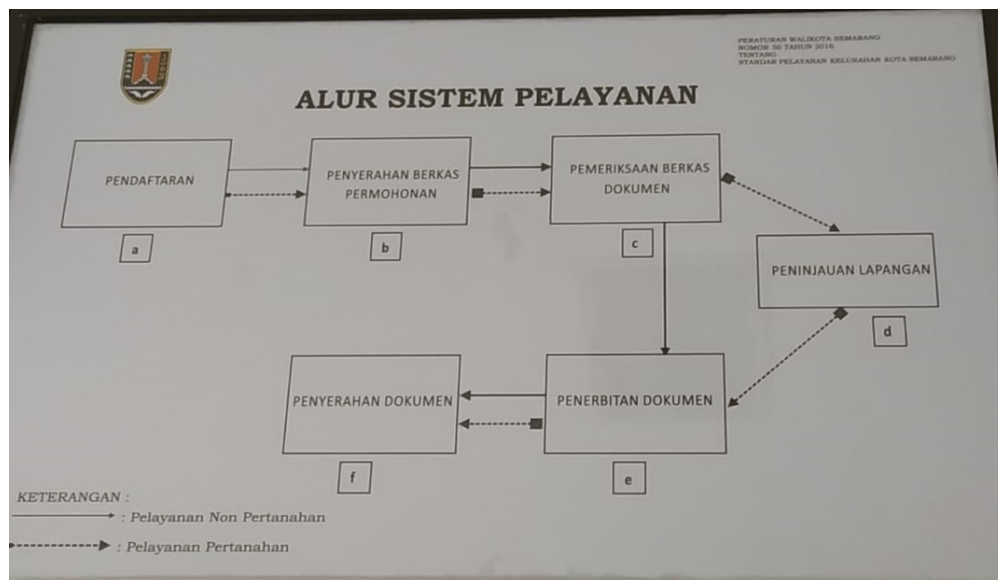 PERATURAN WALIKOTA SEMARANG
NOMOR 50 TAHUN 2016
TENTANG
STANDAR PELAYANAN KELURAHAN KOTA SEMARANG
ALUR SISTEM PELAYANAN
PENDAFTARAN
a
PENYERAHAN BERKAS
PERMOHONAN
b
PEMERIKSAAN BERKAS
DOKUMEN
c
PENINJAUAN LAPANGAN
d
PENERBITAN DOKUMEN
e
PENYERAHAN DOKUMEN
f
KETERANGAN :
: Pelayanan Non Pertanahan
: Pelayanan Pertanahan